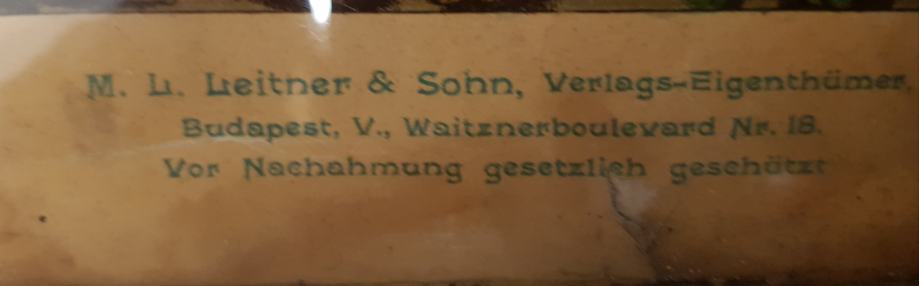 M. L. Leitner & Sohn, Verlags-Eigenthümer,
Budapest, V., Waitznerboulevard Nr. 18.
Vor Nachahmung gesetzlich geschützt